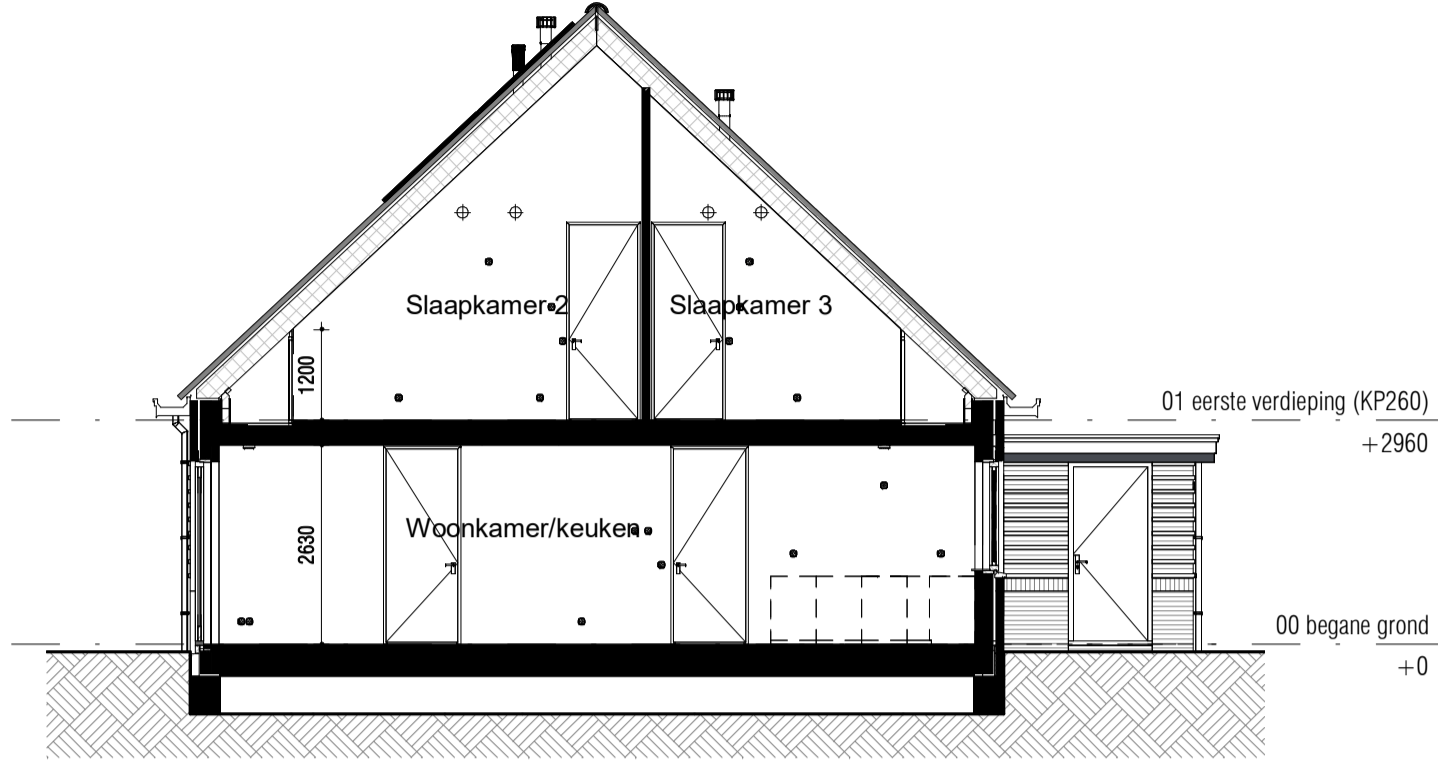 Slaapkamer 2
Slaapkamer 3
1200
01 eerste verdieping (KP260)
+2960
Woonkamer/keuken
2630
00 begane grond
+0